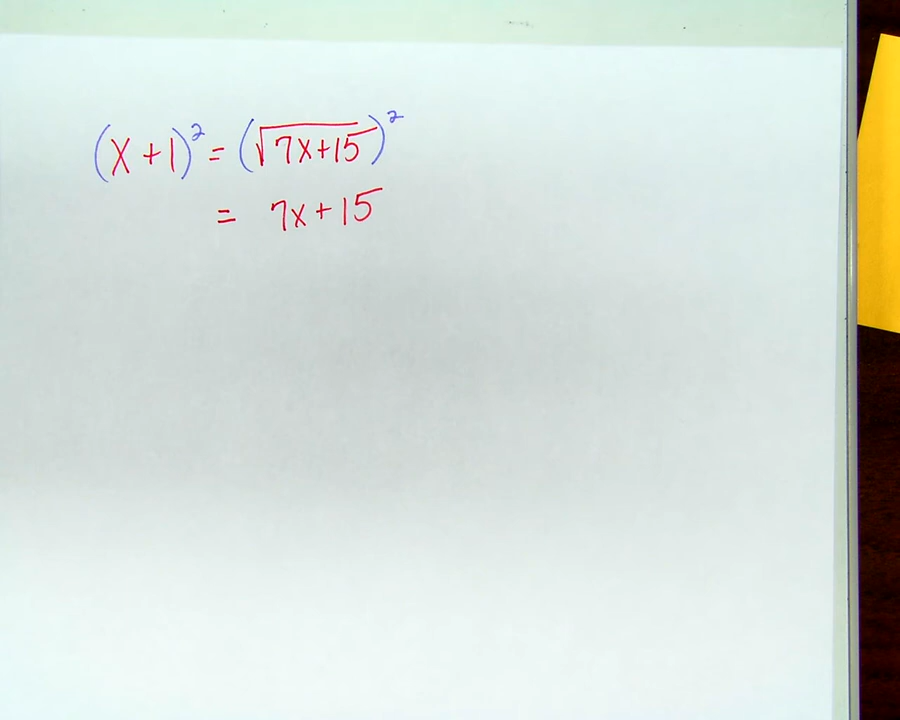 (x+1)² = (√7x+15)²
= 7x+15